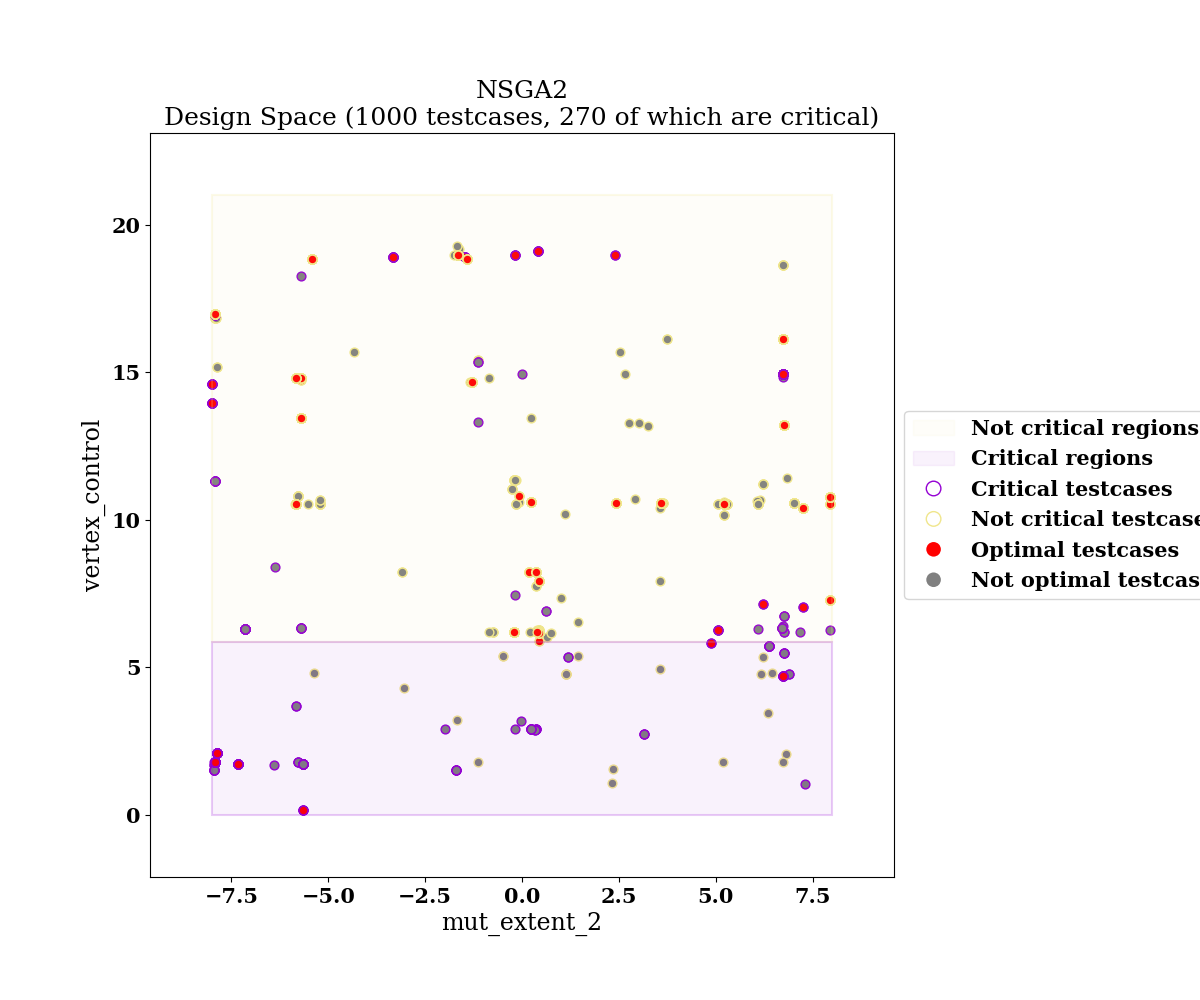 NSGA2
Design Space (1000 testcases, 270 of which are critical)
20
15
10
5
0
vertex_control
−7.5 −5.0 −2.5 0.0 2.5 5.0 7.5
mut_extent_2
Not critical regions
Critical regions
Critical testcases
Not critical testcase
Optimal testcases
Not optimal testcas